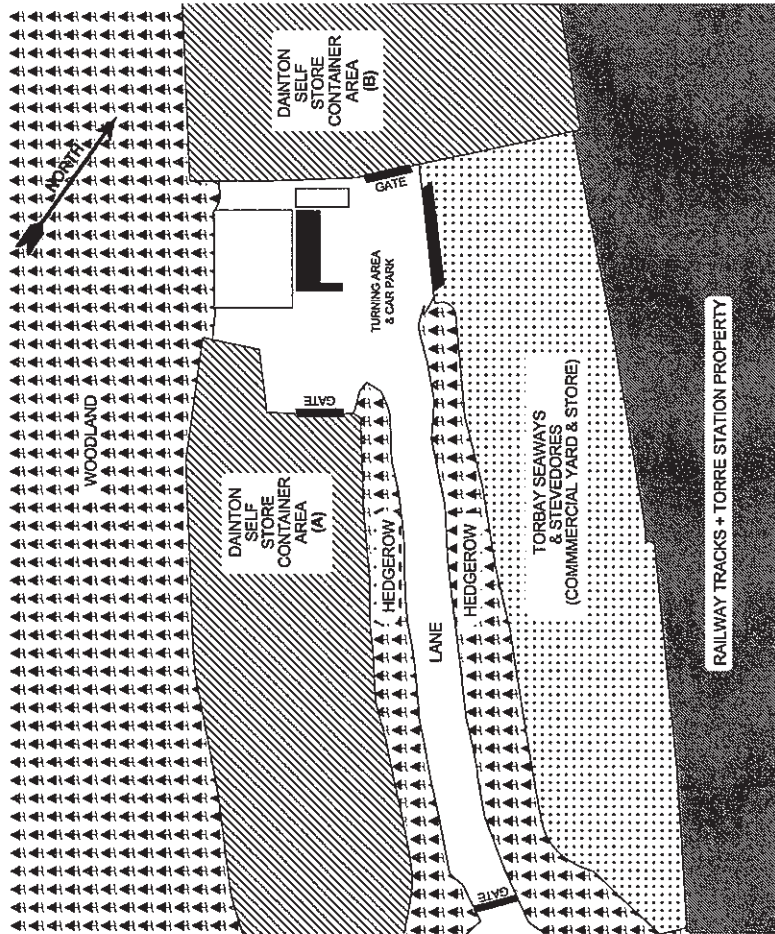 NORTH
DAINTON
SELF
STORE
CONTAINER
AREA
(B)
GATE
TURNING AREA
& CAR PARK
WOODLAND
GATE
DAINTON
SELF
STORE
CONTAINER
AREA
(A)
HEDGEROW
LANE
HEDGEROW
TORBAY SEAWAYS
& STEVEDORES
(COMMMERCIAL YARD & STORE)
RAILWAY TRACKS + TORRE STATION PROPERTY
GATE